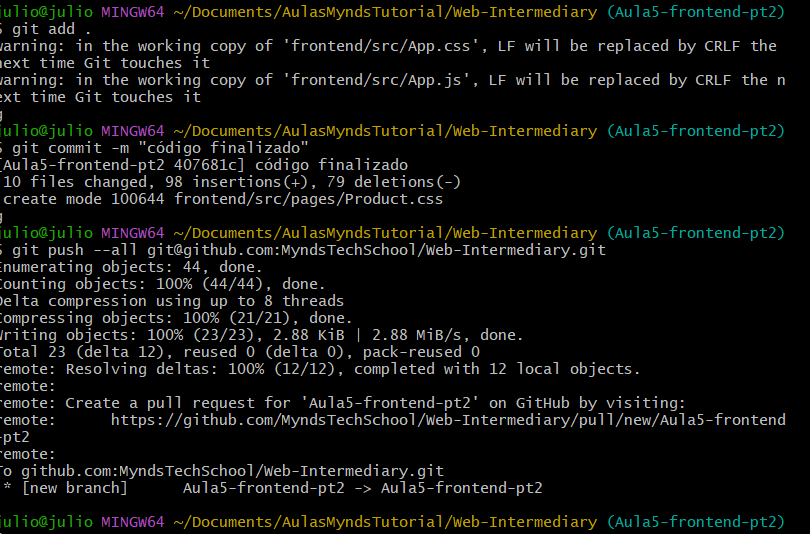 julio@julio MINGW64 ~/Documents/AulasMyndsTutorial/Web-Intermediary (Aula5-frontend-pt2)
$ git add .
warning: in the working copy of 'frontend/src/App.css', LF will be replaced by CRLF the
next time Git touches it
warning: in the working copy of 'frontend/src/App.js', LF will be replaced by CRLF the n
ext time Git touches it
g
julio@julio MINGW64 ~/Documents/AulasMyndsTutorial/Web-Intermediary (Aula5-frontend-pt2)
$ git commit -m "código finalizado"
[Aula5-frontend-pt2 407681c] código finalizado
10 files changed, 98 insertions(+), 79 deletions(-)
create mode 100644 frontend/src/pages/Product.css
g
julio@julio MINGW64 ~/Documents/AulasMyndsTutorial/Web-Intermediary (Aula5-frontend-pt2)
$ git push --all git@github.com:MyndsTechSchool/Web-Intermediary.git
Enumerating objects: 44, done.
Counting objects: 100% (44/44), done.
Delta compression using up to 8 threads
Compressing objects: 100% (21/21), done.
Writing objects: 100% (23/23), 2.88 KiB | 2.88 MiB/s, done.
Total 23 (delta 12), reused 0 (delta 0), pack-reused 0
remote: Resolving deltas: 100% (12/12), completed with 12 local objects.
remote:
remote: Create a pull request for 'Aula5-frontend-pt2' on GitHub by visiting:
remote:      https://github.com/MyndsTechSchool/Web-Intermediary/pull/new/Aula5-frontend
-pt2
remote:
To github.com:MyndsTechSchool/Web-Intermediary.git
* [new branch]      Aula5-frontend-pt2 -> Aula5-frontend-pt2
julio@julio MINGW64 ~/Documents/AulasMyndsTutorial/Web-Intermediary (Aula5-frontend-pt2)